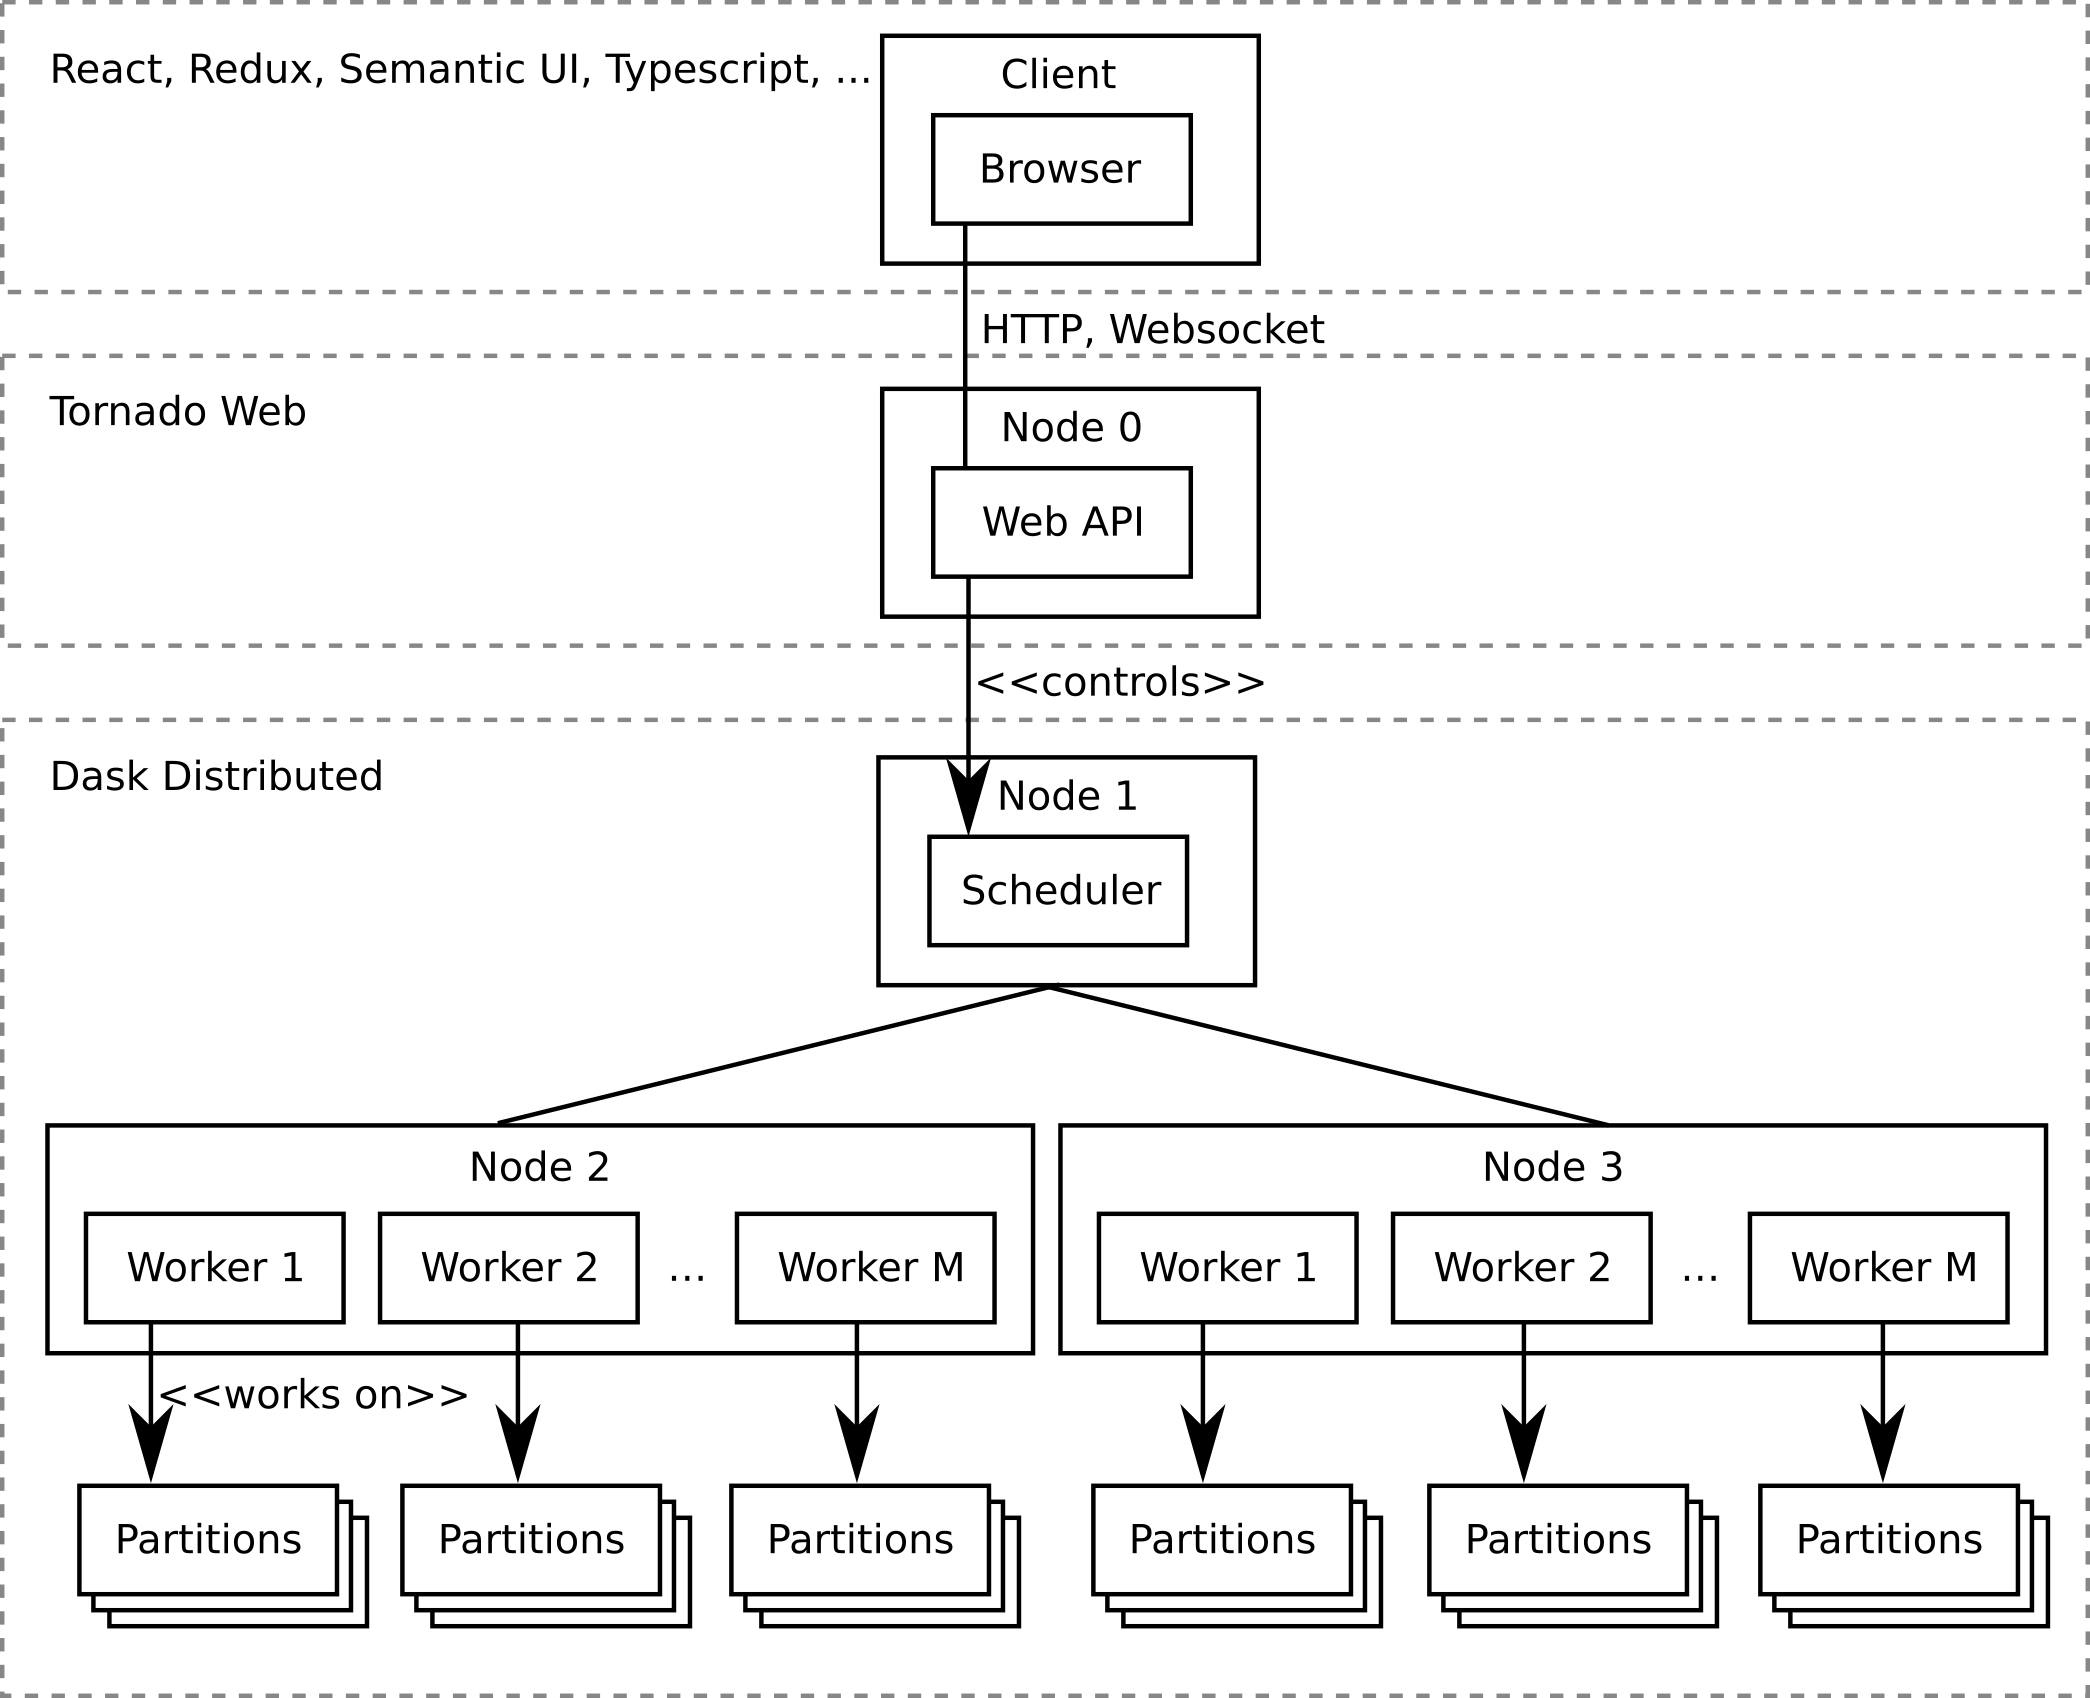 React, Redux, Semantic UI, Typescript, ...
Client
Browser
HTTP, Websocket
Tornado Web
Node 0
Web API
<<controls>>
Dask Distributed
Node 1
Scheduler
Node 2
Worker 1
Worker 2
...
Worker M
Node 3
Worker 1
Worker 2
...
Worker M
<<works on>>
Partitions
Partitions
Partitions
Partitions
Partitions
Partitions